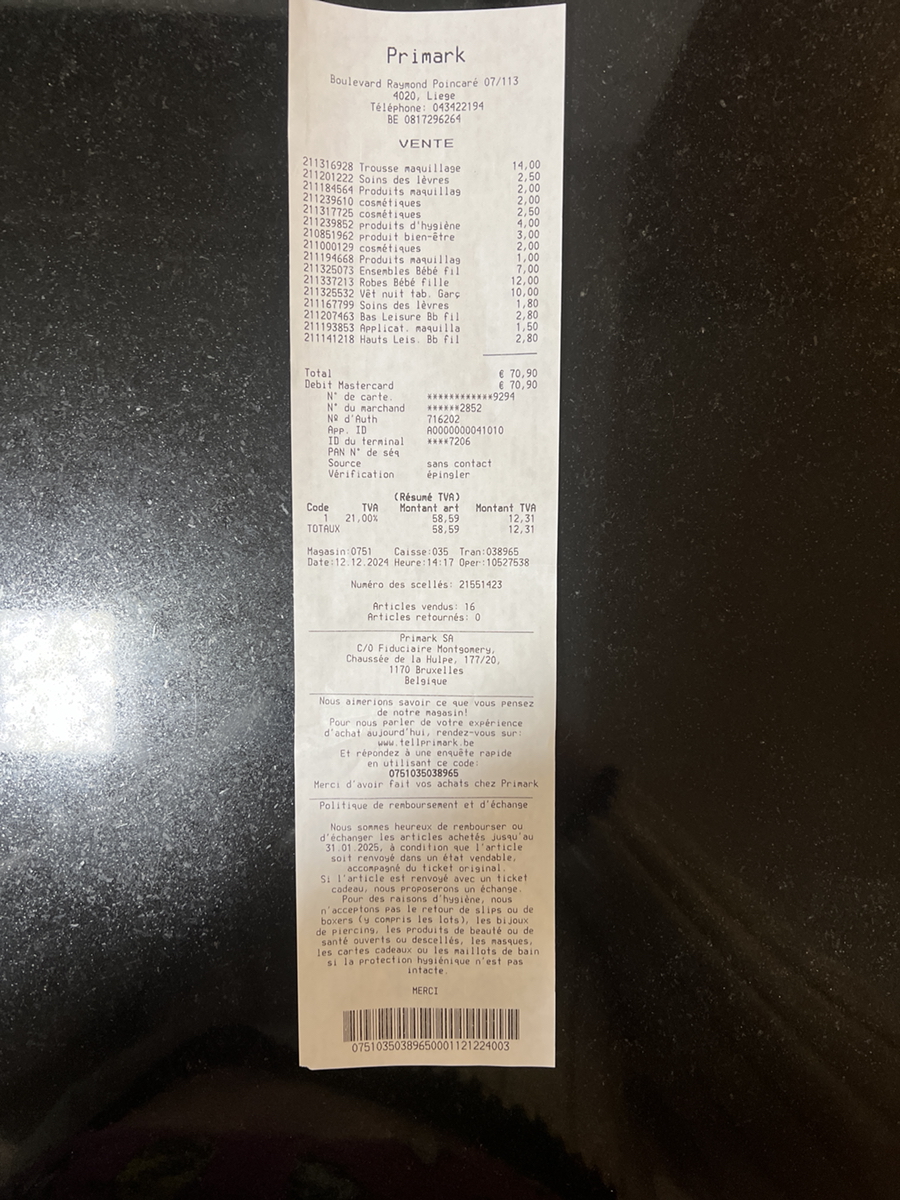 Primark
Boulevard Raymond Poincaré 07/113
4020, Liege
Téléphone: 043422194
BE 0817296264
VENTE
211316928 Trousse maquillage 14,00
211201222 Soins des lèvres 2,50
211184564 Produits maquillag 2,00
211239610 cosmétiques 2,00
211317725 cosmétiques 2,50
211239852 produits d'hygiène 4,00
210851962 produit bien-être 3,00
211000129 cosmétiques 2,00
211194668 Produits maquillag 1,00
211325073 Ensembles Bébé fil 7,00
211337213 Robes Bébé fille 12,00
211325532 Vêt nuit tab. Garç 10,00
211167799 Soins des lèvres 1,80
211207463 Bas Leisure Bb fil 2,80
211193853 Applicat. maquilla 1,50
211141218 Hauts Leis. Bb fil 2,80
Total € 70,90
Debit Mastercard € 70,90
N° de carte. ************9294
N° du marchand ******2852
Nº d'Auth 716202
App. ID A0000000041010
ID du terminal ****7206
PAN N° de séq
Source sans contact
Vérification épingler
(Résumé TVA)
Code TVA Montant art Montant TVA
1 21,00% 58,59 12,31
TOTAUX 58,59 12,31
Magasin:0751 Caisse:035 Tran:038965
Date:12.12.2024 Heure:14:17 Oper:10527538
Numéro des scellés: 21551423
Articles vendus: 16
Articles retournés: 0
Primark SA
C/O Fiduciaire Montgomery,
Chaussée de la Hulpe, 177/20,
1170 Bruxelles
Belgique
Nous aimerions savoir ce que vous pensez
de notre magasin!
Pour nous parler de votre expérience
d'achat aujourd'hui, rendez-vous sur:
www.tellprimark.be
Et répondez à une enquête rapide
en utilisant ce code:
0751035038965
Merci d'avoir fait vos achats chez Primark
Politique de remboursement et d'échange
Nous sommes heureux de rembourser ou
d'échanger les articles achetés jusqu'au
31.01.2025, à condition que l'article
soit renvoyé dans un état vendable,
accompagné du ticket original.
Si l'article est renvoyé avec un ticket
cadeau, nous proposerons un échange.
Pour des raisons d'hygiène, nous
n'acceptons pas le retour de slips ou de
boxers (y compris les lots), les bijoux
de piercing, les produits de beauté ou de
santé ouverts ou descellés, les masques,
les cartes cadeaux ou les maillots de bain
si la protection hygiénique n'est pas
intacte.
MERCI
07510350389650001121224003